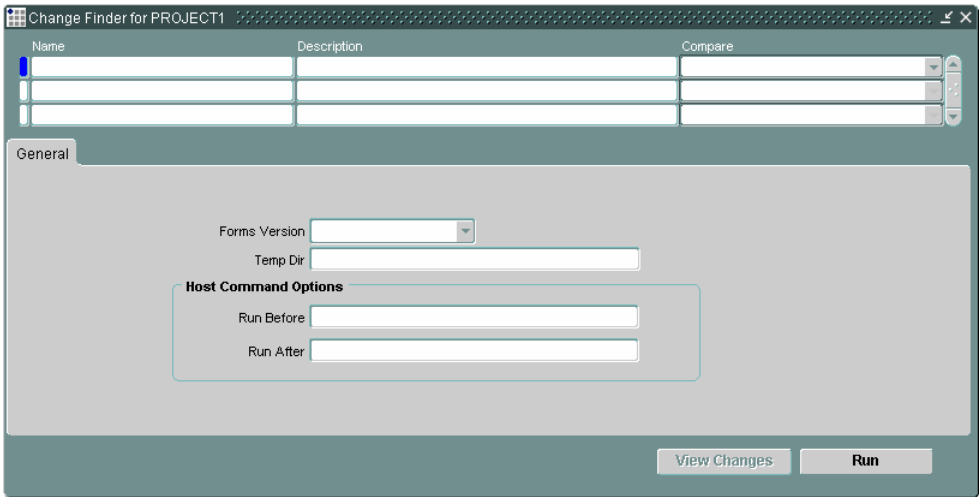 Change Finder for PROJECT1
Name Description Compare
General
Forms Version
Temp Dir
Host Command Options
Run Before
Run After
View Changes Run